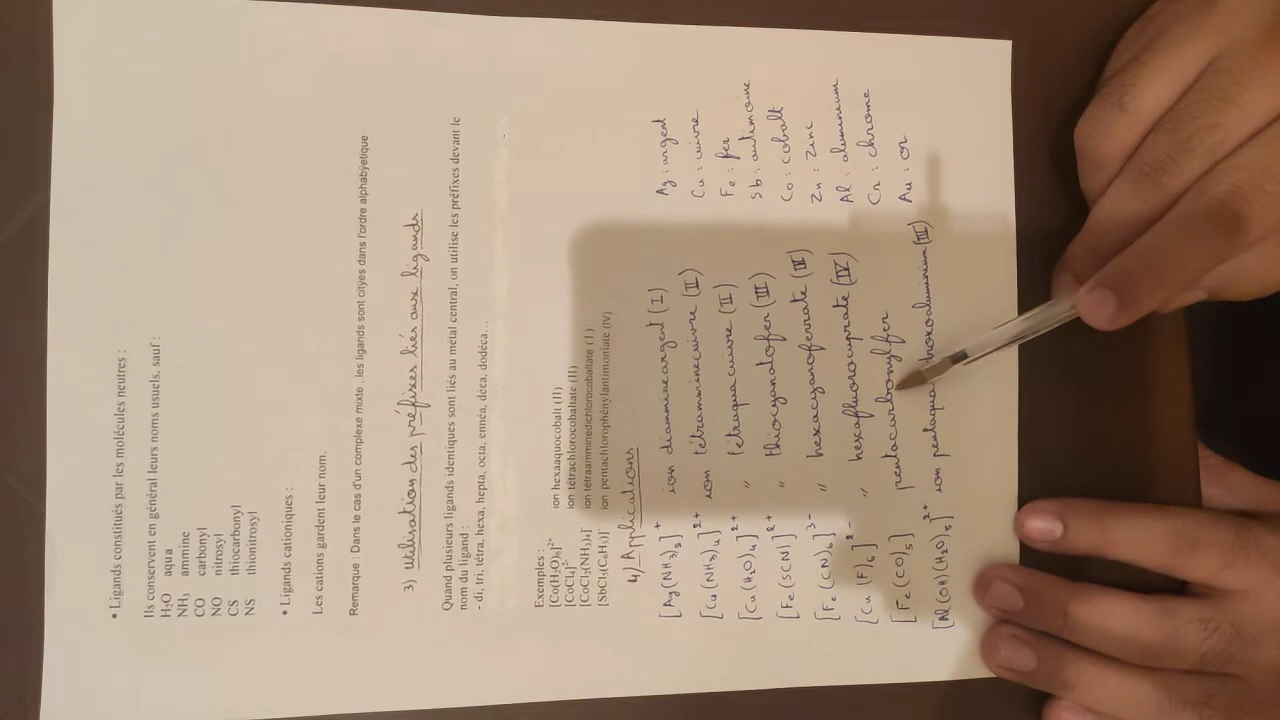 • Ligands constitués par les molécules neutres :
Ils conservent en général leurs noms usuels, sauf :
H₂O aqua
NH₃ ammine
CO carbonyl
NO nitrosyl
CS thiocarbonyl
NS thionitrosyl
• Ligands cationiques :
Les cations gardent leur nom.
Remarque : Dans le cas d'un complexe mixte , les ligands sont cityes dans l'ordre alphabyetique
3) Utilisation des préfixes liés aux ligands
Quand plusieurs ligands identiques sont liés au métal central, on utilise les préfixes devant le
nom du ligand :
- di, tri, tétra, hexa, hepta, octa, ennéa, deca, dodéca…
Exemples :
[Co(H₂O)₆]²⁺ ion hexaaquocobalt (II)
[CoCl₄]²⁻ ion tétrachlorocobaltate (II)
[CoCl₂(NH₃)₄] ion tétraamminedichlorocobaltate ( I )
[SbCl₅(C₆H₅)]⁻ ion pentachlorophénylantimoniate (IV)
4) Applications
[Ag(NH₃)₂]⁺ ion diammineargent (I) Ag : argent
[Cu(NH₃)₄]²⁺ ion tétramminecuivre (II) Cu : cuivre
[Cu(H₂O)₄]²⁺ " tétraquacuivre (II) Fe : fer
[Fe(SCN)]²⁺ " thiocyanatofer (III) Sb : antimoine
[Fe(CN)₆]³⁻ " hexacyanoferrate (III) Co : cobalt
[Cu(F)₆]²⁻ " hexafluorocuprate (IV) Zn : Zinc
[Fe(CO)₅] pentacarbonylfer Al : aluminium
[Al(OH)(H₂O)₅]²⁺ ion pentaqua (III) Cr : chrome
Au : or